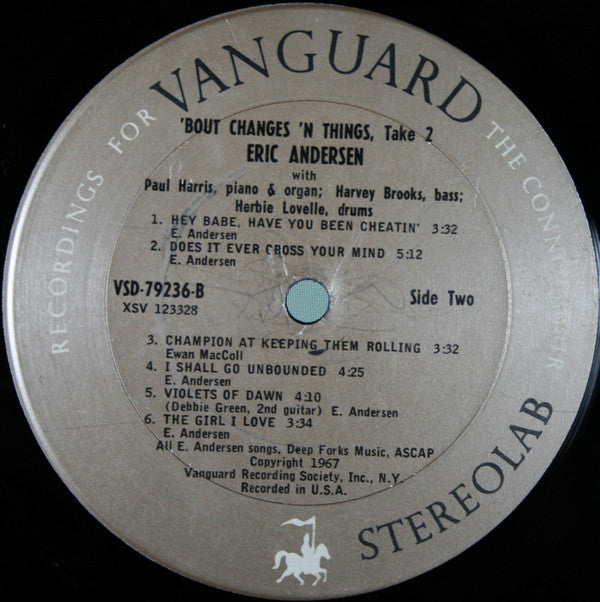 RECORDINGS FOR THE CONN
VANGUARD
'BOUT CHANGES 'N THINGS, Take 2
ERIC ANDERSEN
with
Paul Harris, piano & organ; Harvey Brooks, bass;
Herbie Lovelle, drums
1. HEY BABE, HAVE YOU BEEN CHEATIN' 3:32
E. Andersen
2. DOES IT EVER CROSS YOUR MIND 5:12
E. Andersen
VSD-79236-B Side Two
XSV 123328
3. CHAMPION AT KEEPING THEM ROLLING 3:32
Ewan MacColl
4. I SHALL GO UNBOUNDED 4:25
E. Andersen
5. VIOLETS OF DAWN 4:10
(Debbie Green, 2nd guitar) E. Andersen
6. THE GIRL I LOVE 3:34
E. Andersen
All E. Andersen songs, Deep Forks Music, ASCAP
Copyright 1967
Vanguard Recording Society, Inc., N.Y.
Recorded in U.S.A.
STEREOLAB